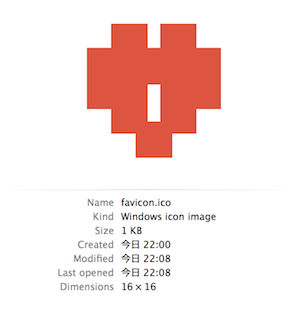 Name favicon.ico
Kind Windows icon image
Size 1 KB
Created 今日 22:00
Modified 今日 22:08
Last opened 今日 22:08
Dimensions 16 × 16